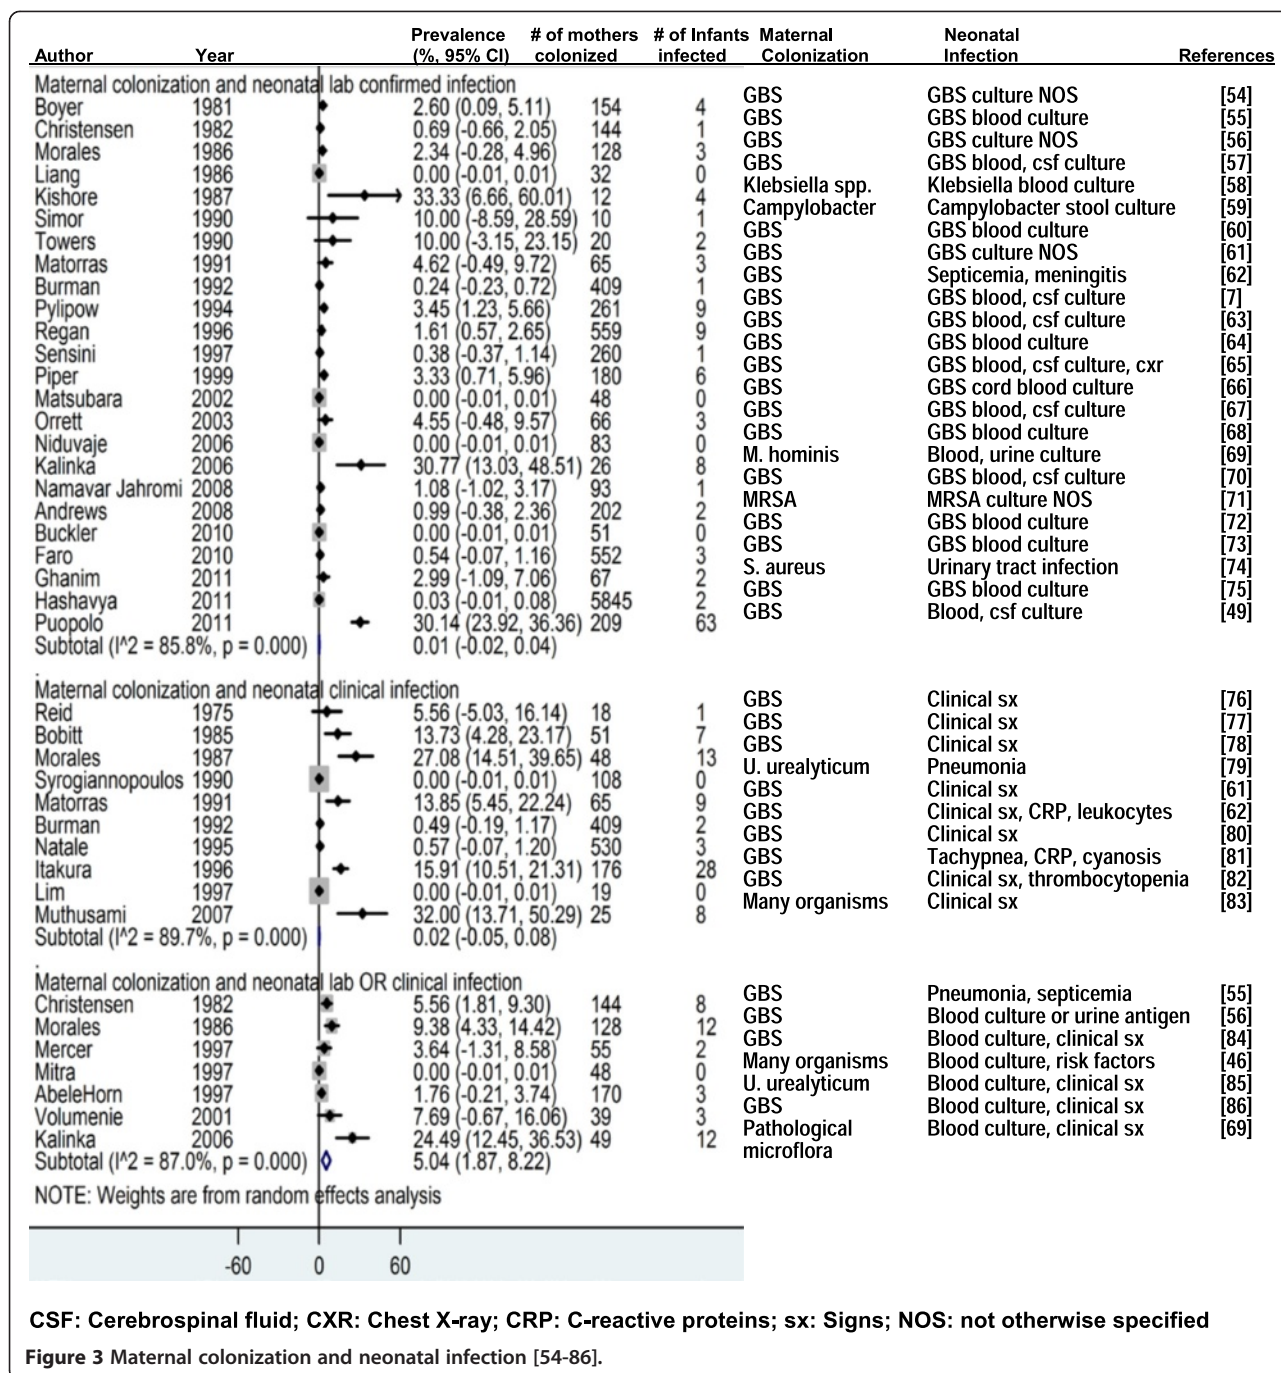 Author Year Prevalence (%, 95% CI) # of mothers colonized # of Infants infected Maternal Colonization Neonatal Infection References
Maternal colonization and neonatal lab confirmed infection
Boyer 1981 2.60 (0.09, 5.11) 154 4 GBS GBS culture NOS [54]
Christensen 1982 0.69 (-0.66, 2.05) 144 1 GBS GBS blood culture [55]
Morales 1986 2.34 (-0.28, 4.96) 128 3 GBS GBS culture NOS [56]
Liang 1986 0.00 (-0.01, 0.01) 32 0 GBS GBS blood, csf culture [57]
Kishore 1987 33.33 (6.66, 60.01) 12 4 Klebsiella spp. Klebsiella blood culture [58]
Simor 1990 10.00 (-8.59, 28.59) 10 1 Campylobacter Campylobacter stool culture [59]
Towers 1990 10.00 (-3.15, 23.15) 20 2 GBS GBS blood culture [60]
Matorras 1991 4.62 (-0.49, 9.72) 65 3 GBS GBS culture NOS [61]
Burman 1992 0.24 (-0.23, 0.72) 409 1 GBS Septicemia, meningitis [62]
Pylipow 1994 3.45 (1.23, 5.66) 261 9 GBS GBS blood, csf culture [7]
Regan 1996 1.61 (0.57, 2.65) 559 9 GBS GBS blood, csf culture [63]
Sensini 1997 0.38 (-0.37, 1.14) 260 1 GBS GBS blood culture [64]
Piper 1999 3.33 (0.71, 5.96) 180 6 GBS GBS blood, csf culture, cxr [65]
Matsubara 2002 0.00 (-0.01, 0.01) 48 0 GBS GBS cord blood culture [66]
Orrett 2003 4.55 (-0.48, 9.57) 66 3 GBS GBS blood, csf culture [67]
Niduvaje 2006 0.00 (-0.01, 0.01) 83 0 GBS GBS blood culture [68]
Kalinka 2006 30.77 (13.03, 48.51) 26 8 M. hominis Blood, urine culture [69]
Namavar Jahromi 2008 1.08 (-1.02, 3.17) 93 1 GBS GBS blood, csf culture [70]
Andrews 2008 0.99 (-0.38, 2.36) 202 2 MRSA MRSA culture NOS [71]
Buckler 2010 0.00 (-0.01, 0.01) 51 0 GBS GBS blood culture [72]
Faro 2010 0.54 (-0.07, 1.16) 552 3 GBS GBS blood culture [73]
Ghanim 2011 2.99 (-1.09, 7.06) 67 2 S. aureus Urinary tract infection [74]
Hashavya 2011 0.03 (-0.01, 0.08) 5845 2 GBS GBS blood culture [75]
Puopolo 2011 30.14 (23.92, 36.36) 209 63 GBS Blood, csf culture [49]
Subtotal (I^2 = 85.8%, p = 0.000) 0.01 (-0.02, 0.04)
.
Maternal colonization and neonatal clinical infection
Reid 1975 5.56 (-5.03, 16.14) 18 1 GBS Clinical sx [76]
Bobitt 1985 13.73 (4.28, 23.17) 51 7 GBS Clinical sx [77]
Morales 1987 27.08 (14.51, 39.65) 48 13 GBS Clinical sx [78]
Syrogiannopoulos 1990 0.00 (-0.01, 0.01) 108 0 U. urealyticum Pneumonia [79]
Matorras 1991 13.85 (5.45, 22.24) 65 9 GBS Clinical sx [61]
Burman 1992 0.49 (-0.19, 1.17) 409 2 GBS Clinical sx, CRP, leukocytes [62]
Natale 1995 0.57 (-0.07, 1.20) 530 3 GBS Clinical sx [80]
Itakura 1996 15.91 (10.51, 21.31) 176 28 GBS Tachypnea, CRP, cyanosis [81]
Lim 1997 0.00 (-0.01, 0.01) 19 0 GBS Clinical sx, thrombocytopenia [82]
Muthusami 2007 32.00 (13.71, 50.29) 25 8 Many organisms Clinical sx [83]
Subtotal (I^2 = 89.7%, p = 0.000) 0.02 (-0.05, 0.08)
.
Maternal colonization and neonatal lab OR clinical infection
Christensen 1982 5.56 (1.81, 9.30) 144 8 GBS Pneumonia, septicemia [55]
Morales 1986 9.38 (4.33, 14.42) 128 12 GBS Blood culture or urine antigen [56]
Mercer 1997 3.64 (-1.31, 8.58) 55 2 GBS Blood culture, clinical sx [84]
Mitra 1997 0.00 (-0.01, 0.01) 48 0 Many organisms Blood culture, risk factors [46]
AbeleHorn 1997 1.76 (-0.21, 3.74) 170 3 U. urealyticum Blood culture, clinical sx [85]
Volumenie 2001 7.69 (-0.67, 16.06) 39 3 GBS Blood culture, clinical sx [86]
Kalinka 2006 24.49 (12.45, 36.53) 49 12 Pathological microflora Blood culture, clinical sx [69]
Subtotal (I^2 = 87.0%, p = 0.000) 5.04 (1.87, 8.22)
NOTE: Weights are from random effects analysis
-60 0 60
CSF: Cerebrospinal fluid; CXR: Chest X-ray; CRP: C-reactive proteins; sx: Signs; NOS: not otherwise specified
Figure 3 Maternal colonization and neonatal infection [54-86].